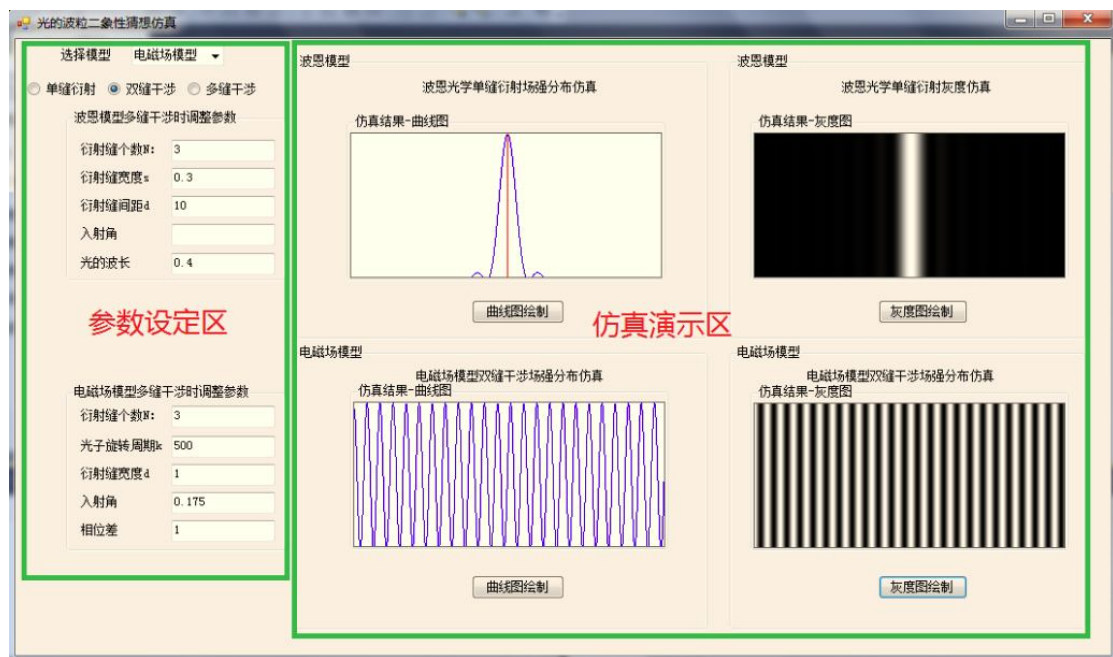 光的波粒二象性猜想仿真
选择模型 电磁场模型
单缝衍射 双缝干涉 多缝干涉
波恩模型多缝干涉时调整参数
衍射缝个数N: 3
衍射缝宽度s 0.3
衍射缝间距d 10
入射角
光的波长 0.4
参数设定区
电磁场模型多缝干涉时调整参数
衍射缝个数N: 3
光子旋转周期k 500
衍射缝宽度d 1
入射角 0.175
相位差 1
波恩模型
波恩光学单缝衍射场强分布仿真
仿真结果-曲线图
曲线图绘制
波恩模型
波恩光学单缝衍射灰度仿真
仿真结果-灰度图
灰度图绘制
仿真演示区
电磁场模型
电磁场模型双缝干涉场强分布仿真
仿真结果-曲线图
曲线图绘制
电磁场模型
电磁场模型双缝干涉场强分布仿真
仿真结果-灰度图
灰度图绘制